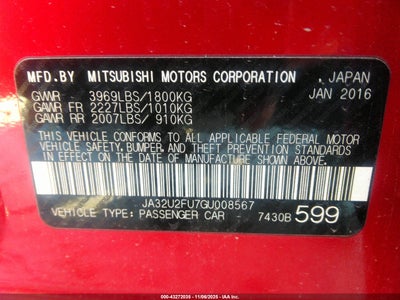 MFD.BY MITSUBISHI MOTORS CORPORATION . JAPAN
GVWR 3969LBS/1800KG JAN 2016
GAWR FR 2227LBS/1010KG
GAWR RR 2007LBS/ 910KG
THIS VEHICLE CONFORMS TO ALL APPLICABLE FEDERAL MOTOR
VEHICLE SAFETY, BUMPER, AND THEFT PREVENTION STANDARDS
IN EFFECT ON THE DATE OF MANUFACTURE SHOWN ABOVE.
JA32U2FU7GU008567
VEHICLE TYPE: PASSENGER CAR 7430B 599
000-43272035 - 11/06/2025 - IAAI.COM